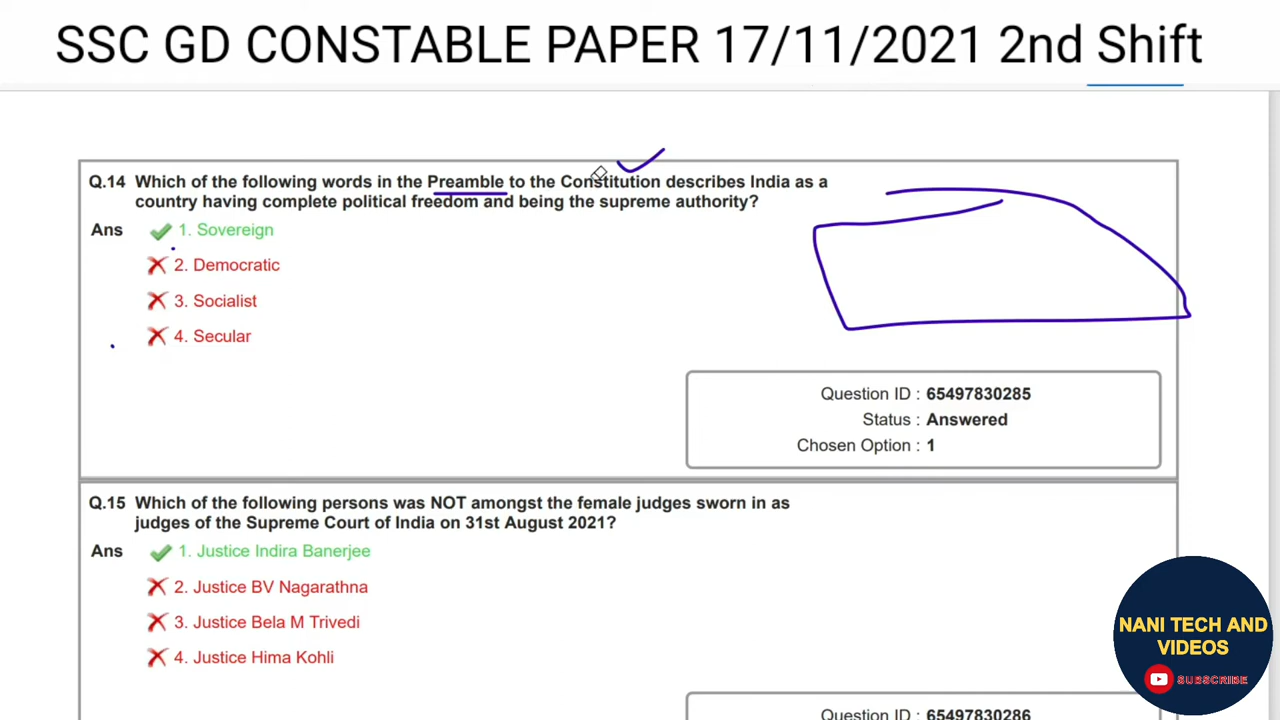 SSC GD CONSTABLE PAPER 17/11/2021 2nd Shift
Q.14 Which of the following words in the Preamble to the Constitution describes India as a
country having complete political freedom and being the supreme authority?
Ans 1. Sovereign
2. Democratic
3. Socialist
4. Secular
Question ID : 65497830285
Status : Answered
Chosen Option : 1
Q.15 Which of the following persons was NOT amongst the female judges sworn in as
judges of the Supreme Court of India on 31st August 2021?
Ans 1. Justice Indira Banerjee
2. Justice BV Nagarathna
3. Justice Bela M Trivedi
4. Justice Hima Kohli
NANI TECH AND
VIDEOS
SUBSCRIBE
Question ID : 65497830286